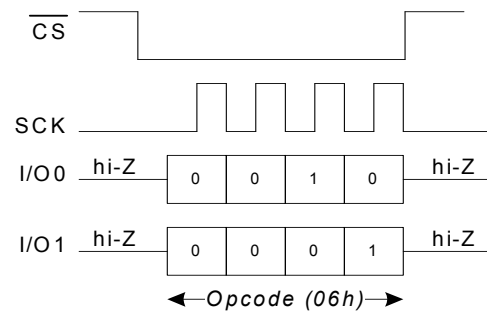 CS
SCK
I/O0 hi-Z 0 0 1 0 hi-Z
I/O1 hi-Z 0 0 0 1 hi-Z
Opcode (06h)